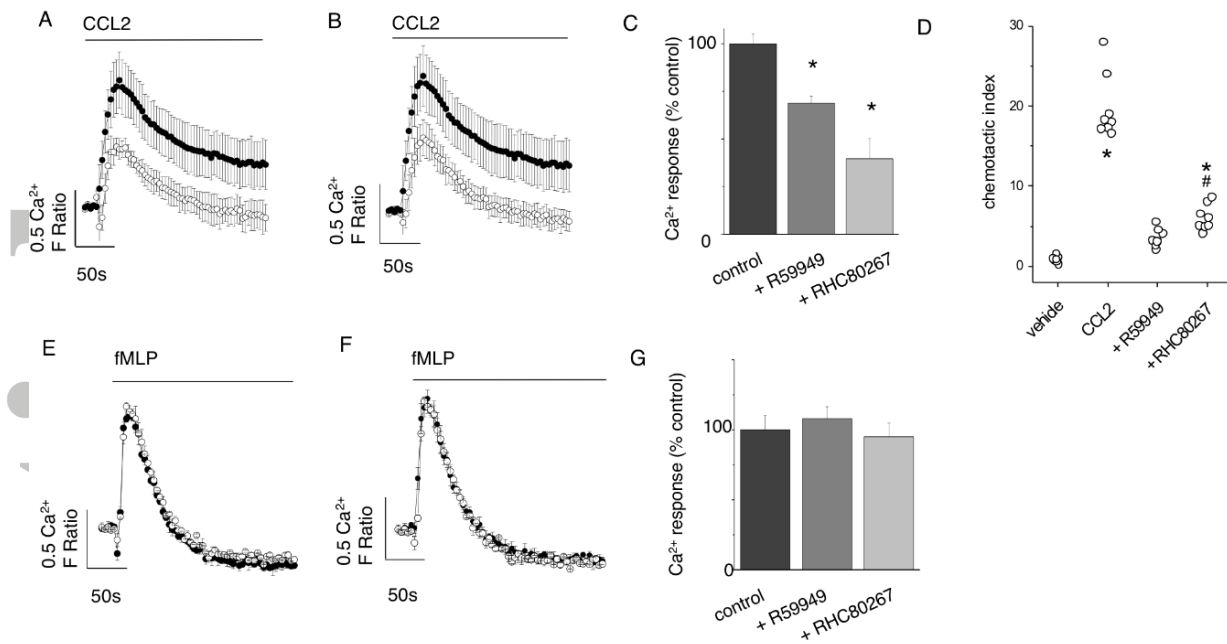 A
CCL2
0.5 Ca²⁺
F Ratio
50s
B
CCL2
0.5 Ca²⁺
F Ratio
50s
C
Ca²⁺ response (% control)
100
0
*
*
control
+ R59949
+ RHC80267
D
chemotactic index
30
20
10
0
*
*
#
vehide
CCL2
+ R59949
+RHC80267
E
fMLP
0.5 Ca²⁺
F Ratio
50s
F
fMLP
0.5 Ca²⁺
F Ratio
50s
G
Ca²⁺ response (% control)
100
0
control
+ R59949
+ RHC80267